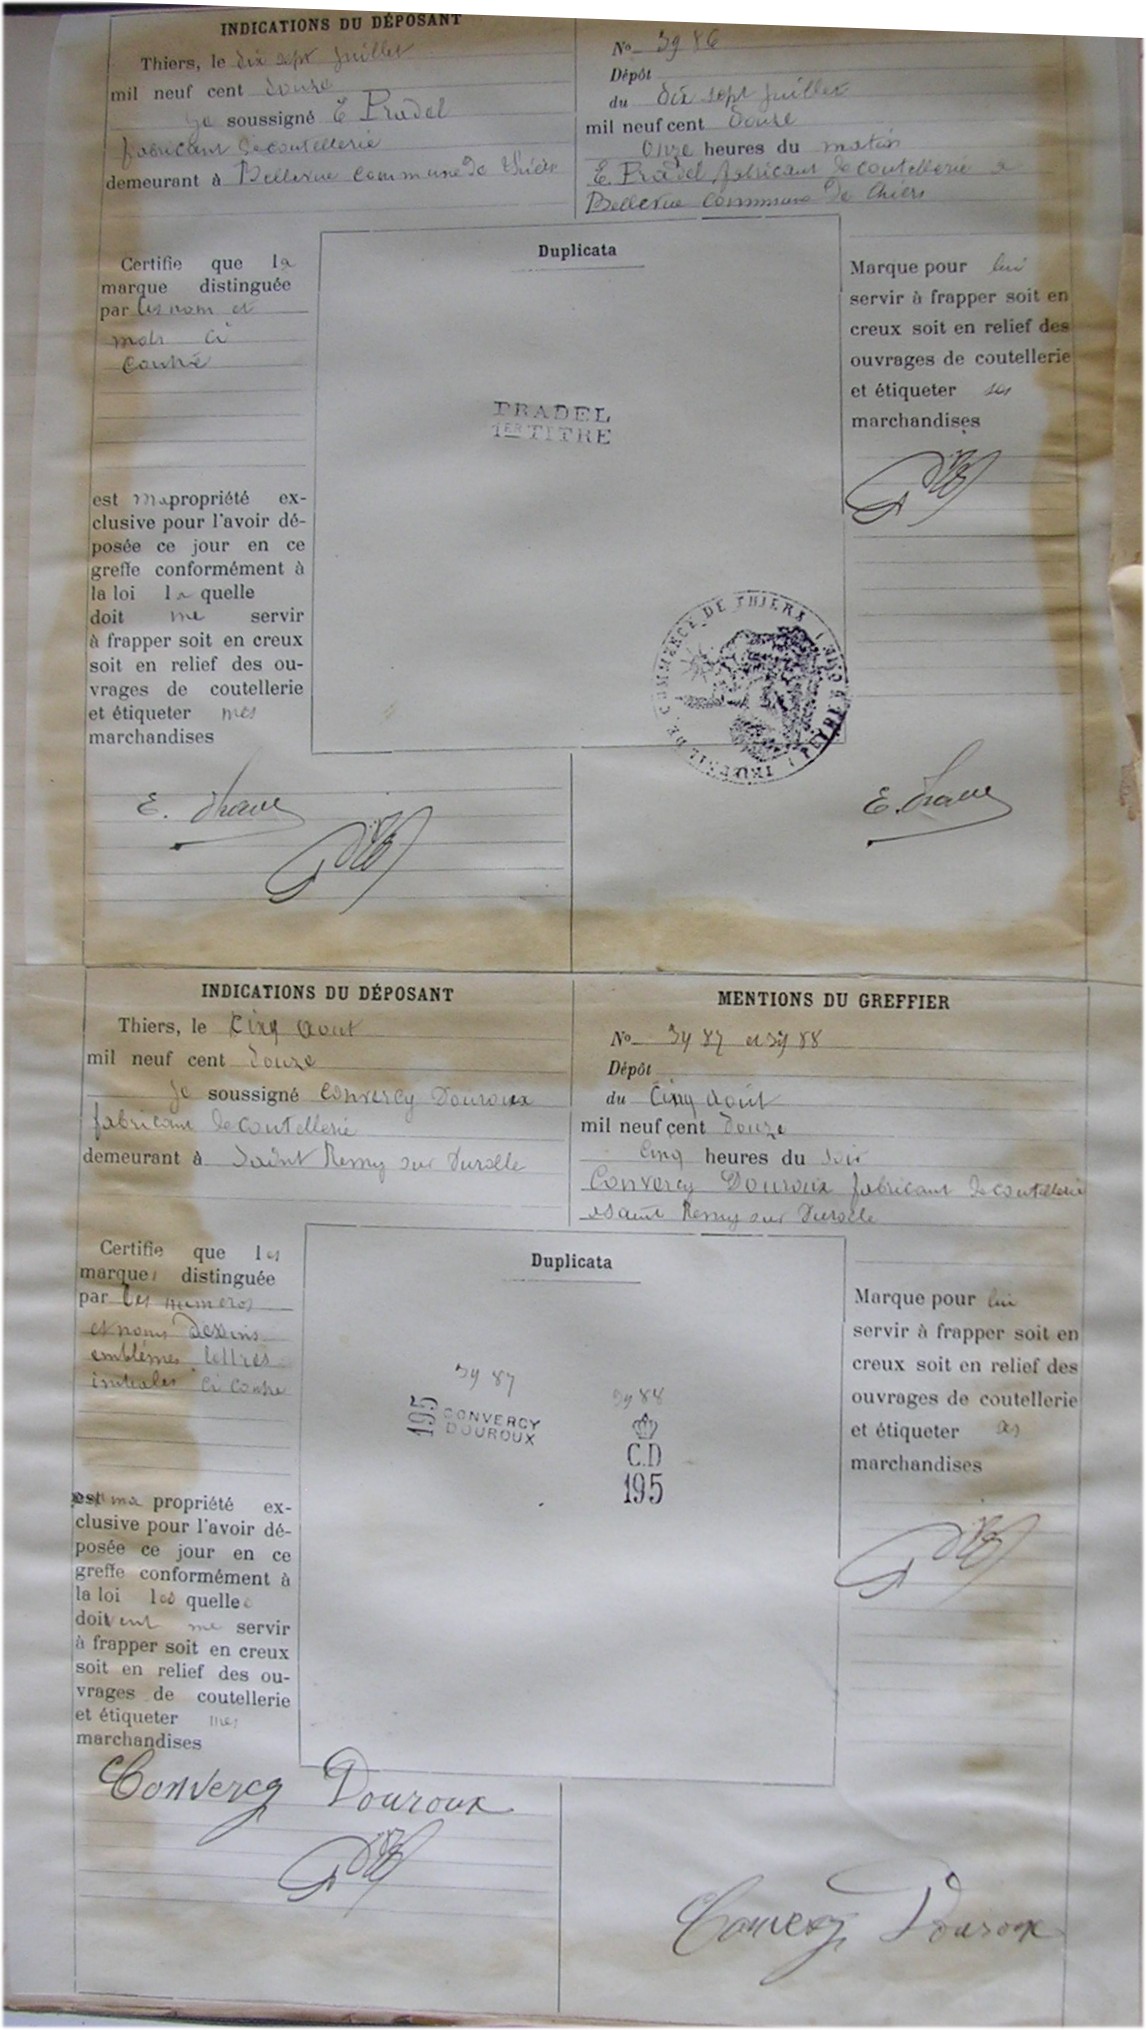 INDICATIONS DU DÉPOSANT
Thiers, le dix sept juillet
mil neuf cent douze
je soussigné E Pradel
fabricant de coutellerie
demeurant à Bellevue commune de Thiers
No 3986
Dépôt
du dix sept juillet
mil neuf cent douze
onze heures du matin
E. Pradel fabricant de coutellerie a
Bellevue commune de Thiers
Certifie que la
marque distinguée
par les nom et
mots ci
contre
est ma propriété ex-
clusive pour l'avoir dé-
posée ce jour en ce
greffe conformément à
la loi la quelle
doit me servir
à frapper soit en creux
soit en relief des ou-
vrages de coutellerie
et étiqueter mes
marchandises
Duplicata
PRADEL
1ER TITRE
TRIBUNAL DE COMMERCE DE THIERS
Marque pour lui
servir à frapper soit en
creux soit en relief des
ouvrages de coutellerie
et étiqueter ses
marchandises
INDICATIONS DU DÉPOSANT
Thiers, le cinq aout
mil neuf cent douze
je soussigné Convercy Douroux
fabricant de coutellerie
demeurant à Saint Remy sur Durolle
MENTIONS DU GREFFIER
No 3987 et 3988
Dépôt
du cinq août
mil neuf cent douze
cinq heures du soir
Convercy Douroux fabricant de coutellerie
a Saint Remy sur Durolle
Certifie que les
marques distinguée
par les numeros
et noms dessins
emblèmes lettres
initiales ci contre
est ma propriété ex-
clusive pour l'avoir dé-
posée ce jour en ce
greffe conformément à
la loi les quelles
doivent me servir
à frapper soit en creux
soit en relief des ou-
vrages de coutellerie
et étiqueter mes
marchandises
Duplicata
3987
195 CONVERCY
DOUROUX
3988
C.D
195
Marque pour lui
servir à frapper soit en
creux soit en relief des
ouvrages de coutellerie
et étiqueter ses
marchandises
Convercy Douroux
Convercy Douroux